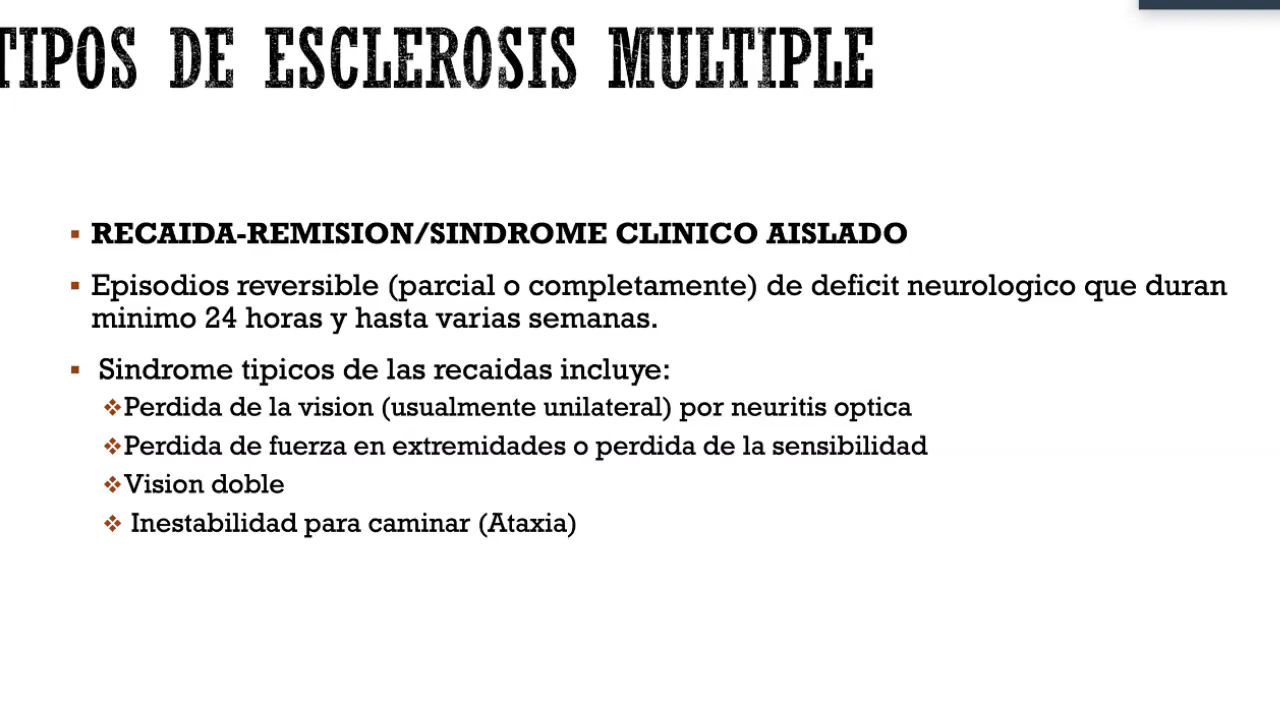 TIPOS DE ESCLEROSIS MULTIPLE
RECAIDA-REMISION/SINDROME CLINICO AISLADO
Episodios reversible (parcial o completamente) de deficit neurologico que duran
minimo 24 horas y hasta varias semanas.
Sindrome tipicos de las recaidas incluye:
Perdida de la vision (usualmente unilateral) por neuritis optica
Perdida de fuerza en extremidades o perdida de la sensibilidad
Vision doble
Inestabilidad para caminar (Ataxia)